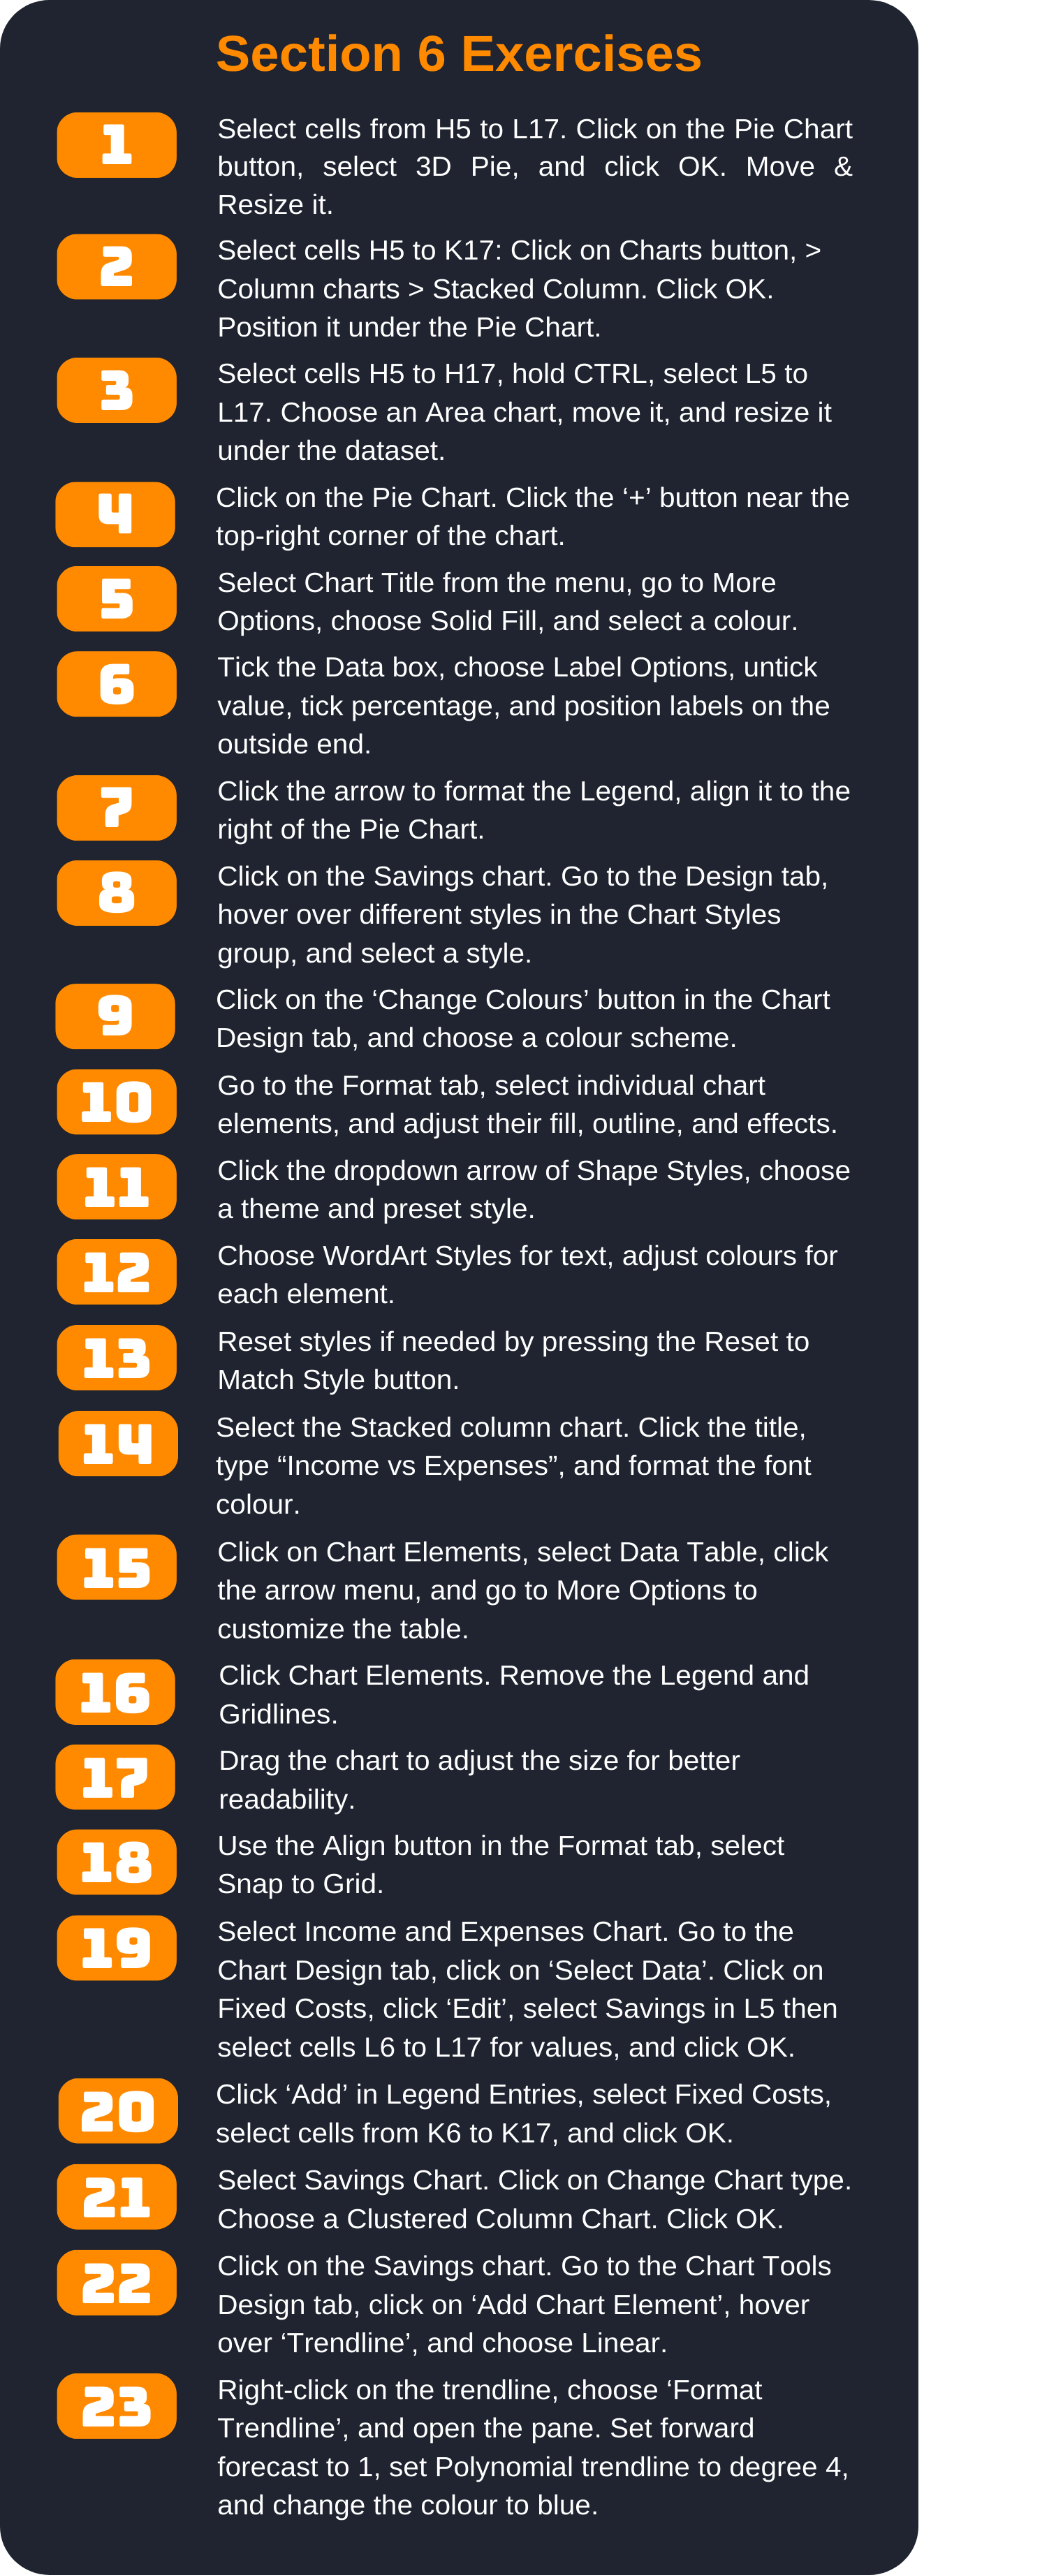 Section 6 Exercises
1
Select cells from H5 to L17. Click on the Pie Chart
button, select 3D Pie, and click OK. Move &
Resize it.
2
Select cells H5 to K17: Click on Charts button, >
Column charts > Stacked Column. Click OK.
Position it under the Pie Chart.
3
Select cells H5 to H17, hold CTRL, select L5 to
L17. Choose an Area chart, move it, and resize it
under the dataset.
4
Click on the Pie Chart. Click the ‘+’ button near the
top-right corner of the chart.
5
Select Chart Title from the menu, go to More
Options, choose Solid Fill, and select a colour.
6
Tick the Data box, choose Label Options, untick
value, tick percentage, and position labels on the
outside end.
7
Click the arrow to format the Legend, align it to the
right of the Pie Chart.
8
Click on the Savings chart. Go to the Design tab,
hover over different styles in the Chart Styles
group, and select a style.
9
Click on the ‘Change Colours’ button in the Chart
Design tab, and choose a colour scheme.
10
Go to the Format tab, select individual chart
elements, and adjust their fill, outline, and effects.
11
Click the dropdown arrow of Shape Styles, choose
a theme and preset style.
12
Choose WordArt Styles for text, adjust colours for
each element.
13
Reset styles if needed by pressing the Reset to
Match Style button.
14
Select the Stacked column chart. Click the title,
type “Income vs Expenses”, and format the font
colour.
15
Click on Chart Elements, select Data Table, click
the arrow menu, and go to More Options to
customize the table.
16
Click Chart Elements. Remove the Legend and
Gridlines.
17
Drag the chart to adjust the size for better
readability.
18
Use the Align button in the Format tab, select
Snap to Grid.
19
Select Income and Expenses Chart. Go to the
Chart Design tab, click on ‘Select Data’. Click on
Fixed Costs, click ‘Edit’, select Savings in L5 then
select cells L6 to L17 for values, and click OK.
20
Click ‘Add’ in Legend Entries, select Fixed Costs,
select cells from K6 to K17, and click OK.
21
Select Savings Chart. Click on Change Chart type.
Choose a Clustered Column Chart. Click OK.
22
Click on the Savings chart. Go to the Chart Tools
Design tab, click on ‘Add Chart Element’, hover
over ‘Trendline’, and choose Linear.
23
Right-click on the trendline, choose ‘Format
Trendline’, and open the pane. Set forward
forecast to 1, set Polynomial trendline to degree 4,
and change the colour to blue.